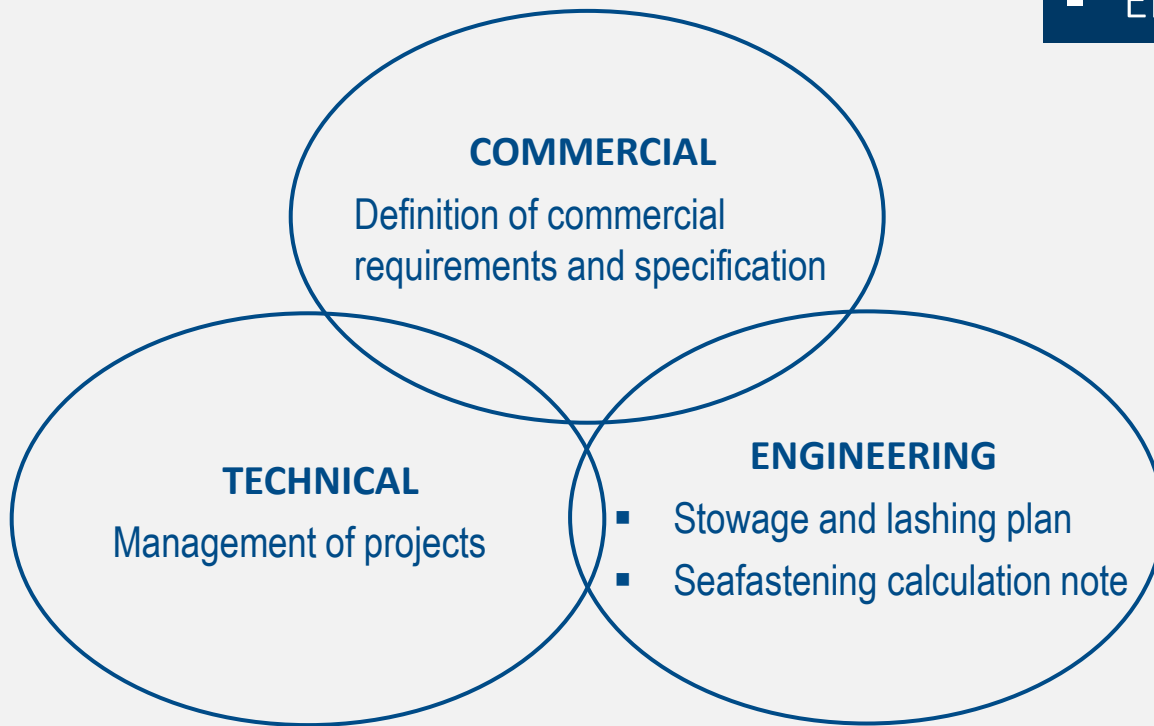 COMMERCIAL
Definition of commercial
requirements and specification
TECHNICAL
Management of projects
ENGINEERING
▪ Stowage and lashing plan
▪ Seafastening calculation note